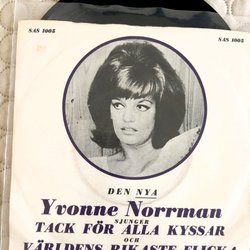 SAS 1005 SAS 1005
DEN NYA
Yvonne Norrman
SJUNGER
TACK FÖR ALLA KYSSAR
OCH
VÄRLDENS RIKASTE FLICKA